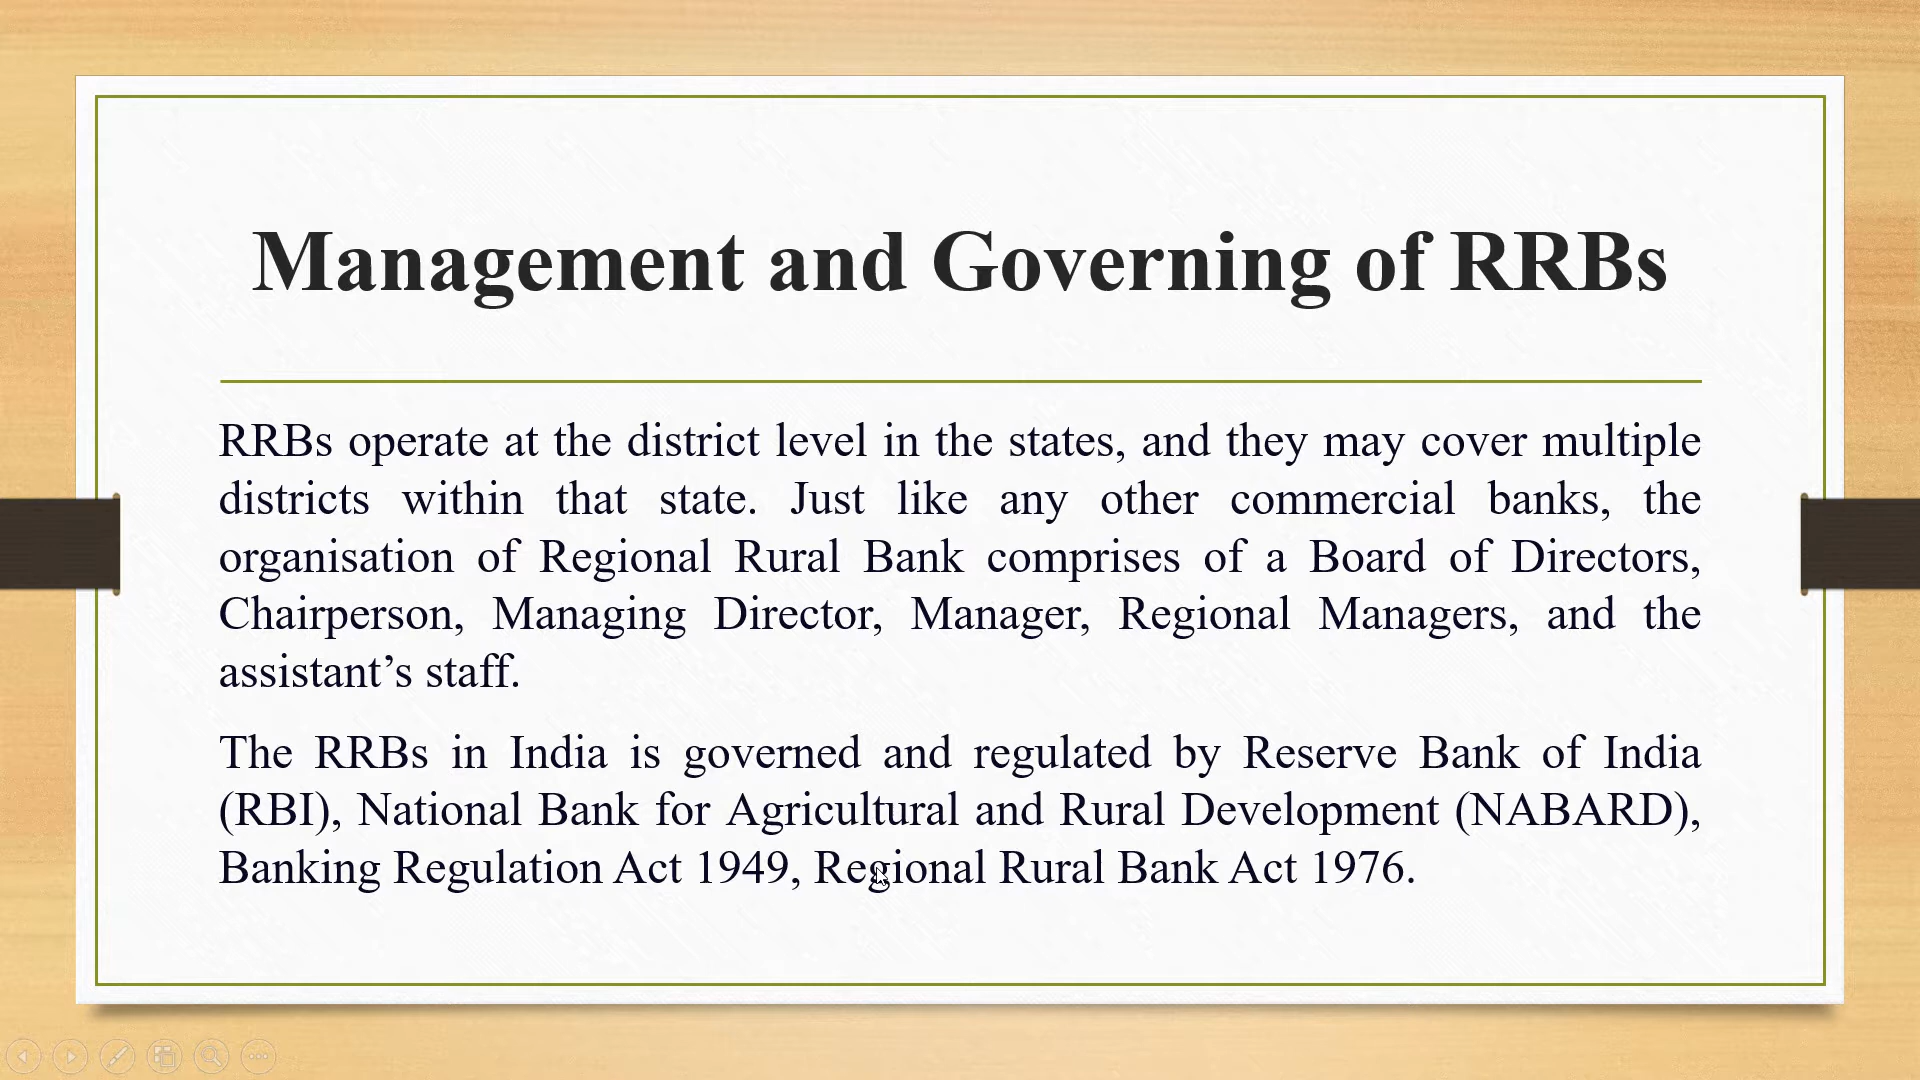 Management and Governing of RRBs
RRBs operate at the district level in the states, and they may cover multiple
districts within that state. Just like any other commercial banks, the
organisation of Regional Rural Bank comprises of a Board of Directors,
Chairperson, Managing Director, Manager, Regional Managers, and the
assistant’s staff.
The RRBs in India is governed and regulated by Reserve Bank of India
(RBI), National Bank for Agricultural and Rural Development (NABARD),
Banking Regulation Act 1949, Regional Rural Bank Act 1976.